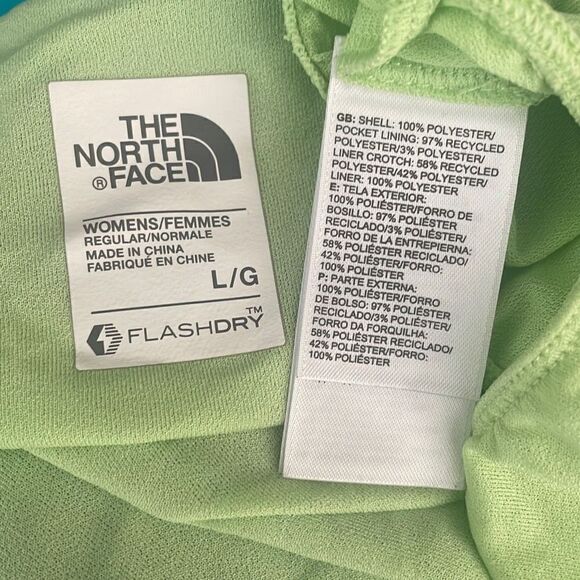 THE
NORTH
FACE
®
WOMENS/FEMMES
REGULAR/NORMALE
MADE IN CHINA
FABRIQUÉ EN CHINE
L/G
FLASHDRY™
GB: SHELL: 100% POLYESTER/
POCKET LINING: 97% RECYCLED
POLYESTER/3% POLYESTER/
LINER CROTCH: 58% RECYCLED
POLYESTER/42% POLYESTER/
LINER: 100% POLYESTER
E: TELA EXTERIOR:
100% POLIÉSTER/FORRO DE
BOSILLO: 97% POLIÉSTER
RECICLADO/3% POLIÉSTER/
FORRO DE LA ENTREPIERNA:
58% POLIÉSTER RECICLADO/
42% POLIÉSTER/FORRO:
100% POLIÉSTER
P: PARTE EXTERNA:
100% POLIÉSTER/FORRO
DE BOLSO: 97% POLIÉSTER
RECICLADO/3% POLIÉSTER/
FORRO DA FORQUILHA:
58% POLIÉSTER RECICLADO/
42% POLIÉSTER/FORRO:
100% POLIÉSTER